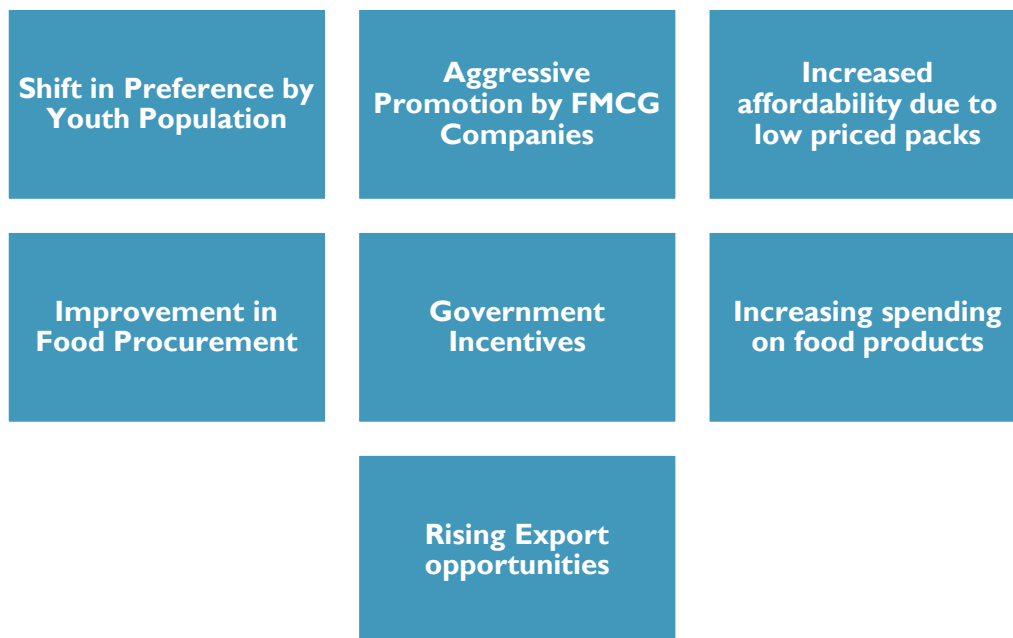 Shift in Preference by
Youth Population
Aggressive
Promotion by FMCG
Companies
Increased
affordability due to
low priced packs
Improvement in
Food Procurement
Government
Incentives
Increasing spending
on food products
Rising Export
opportunities